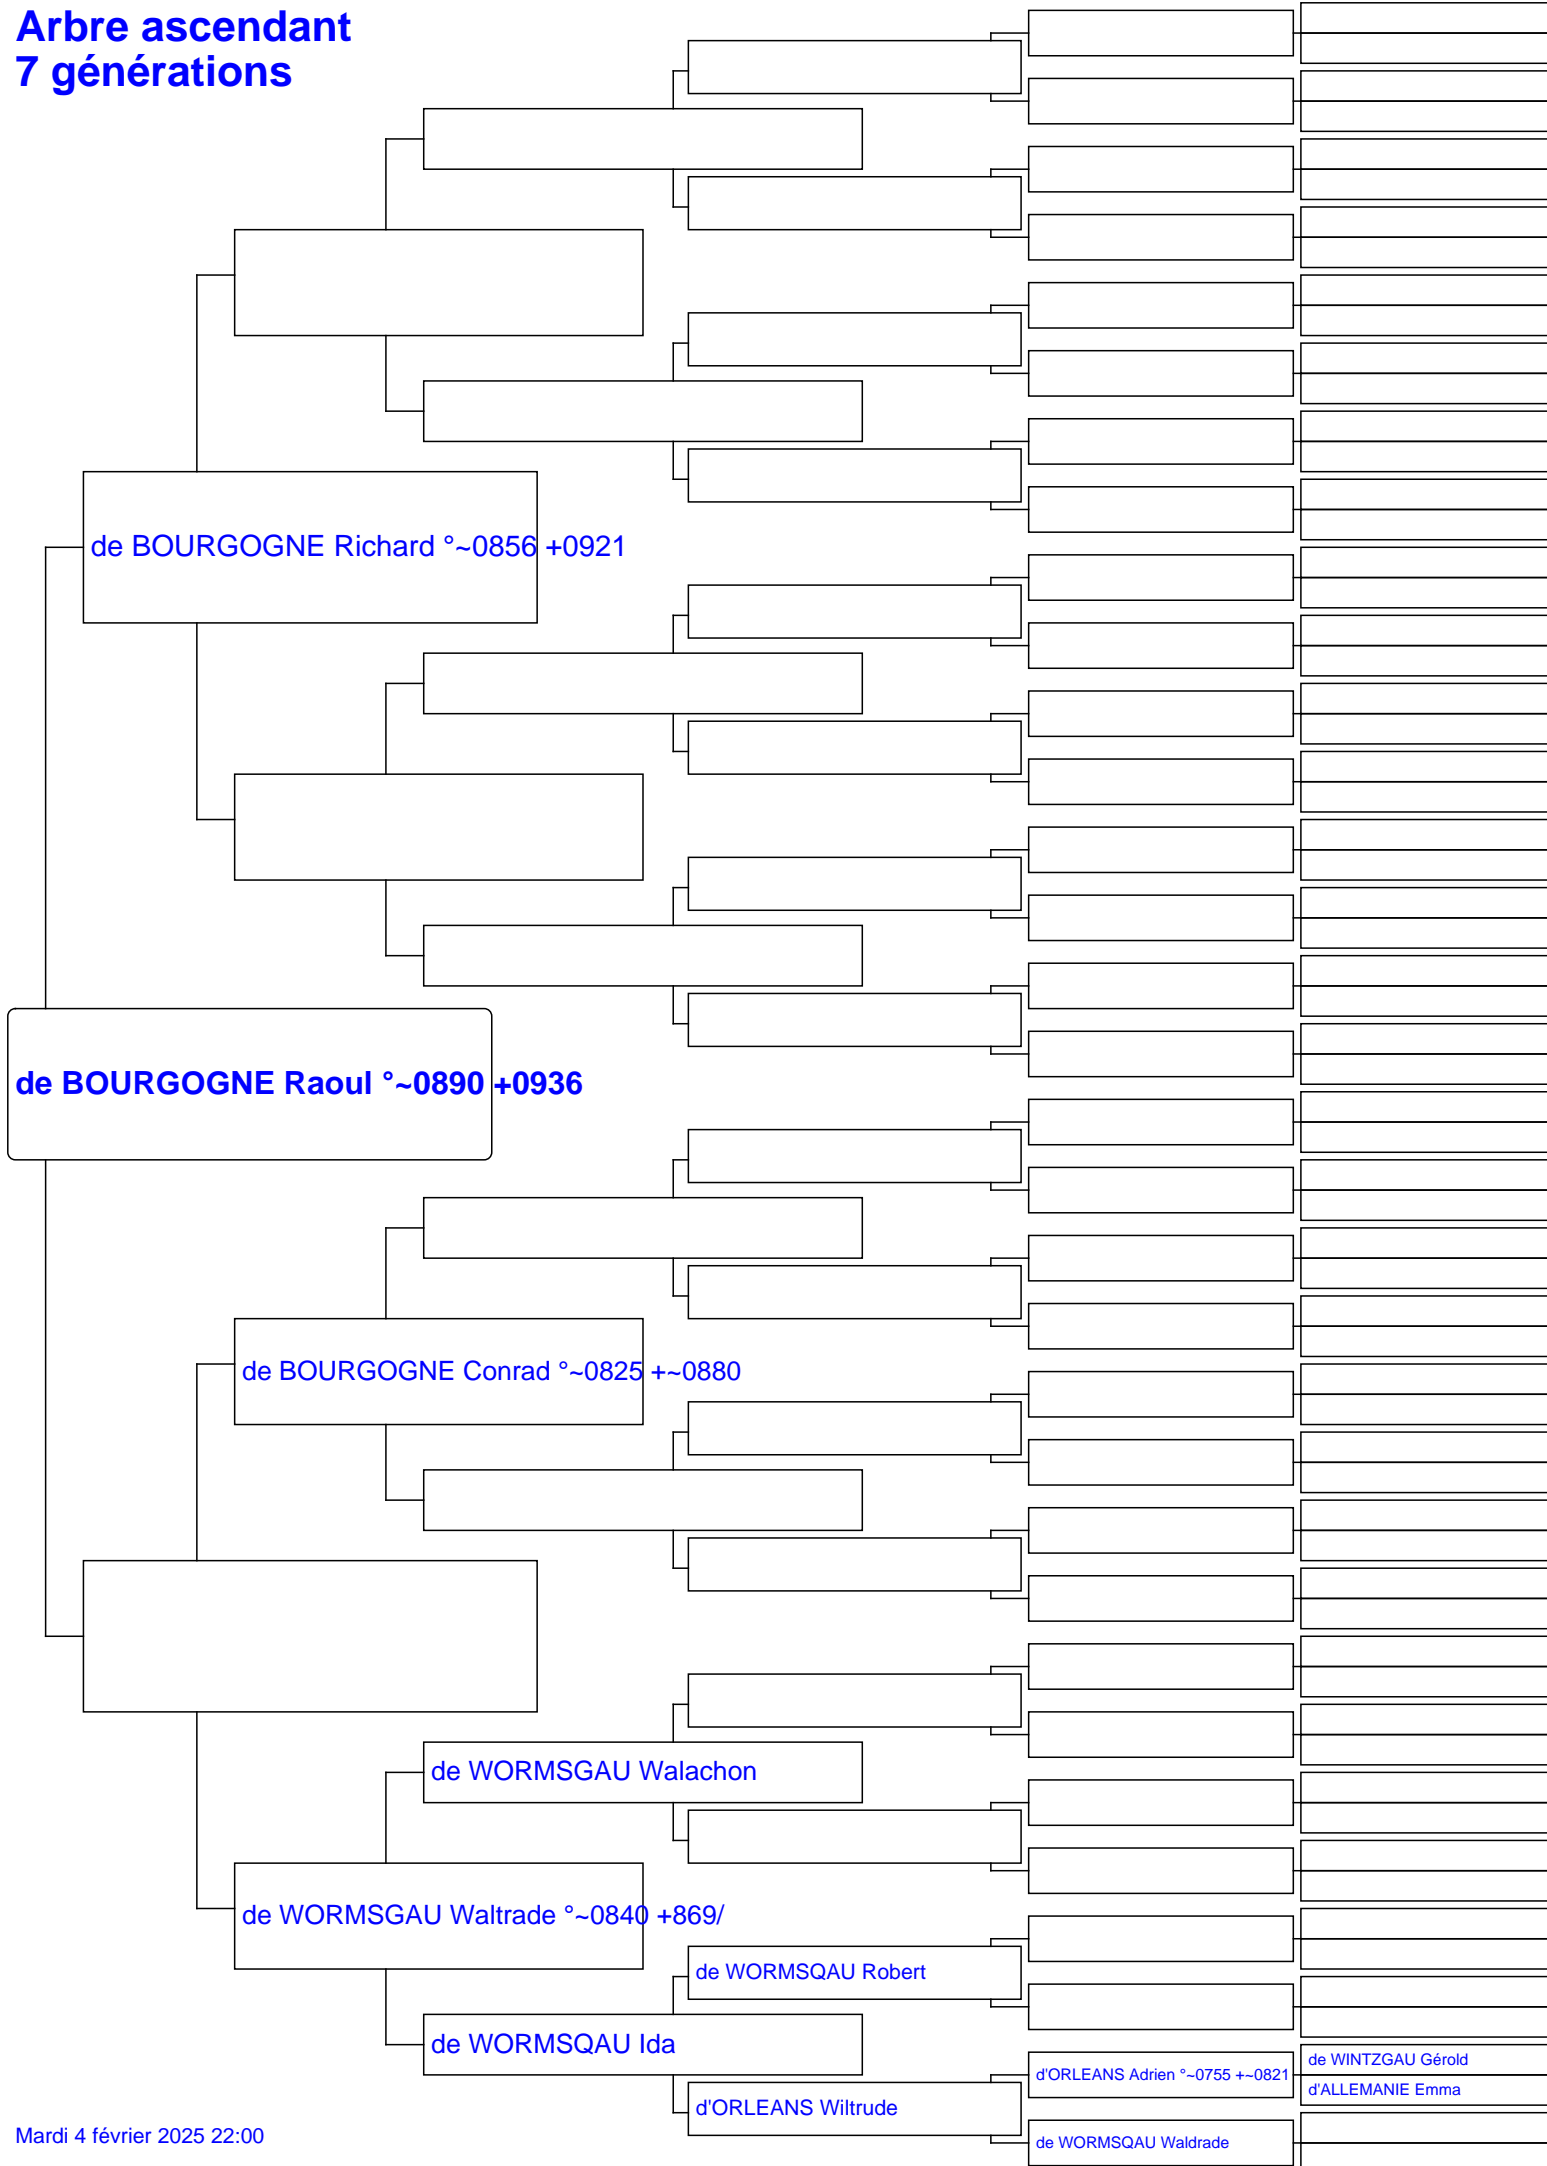 Arbre ascendant
7 générations
de BOURGOGNE Richard °~0856 +0921
de BOURGOGNE Raoul °~0890 +0936
de BOURGOGNE Conrad °~0825 +~0880
de WORMSGAU Walachon
de WORMSGAU Waltrade °~0840 +869/
de WORMSQAU Robert
de WORMSQAU Ida
d'ORLEANS Adrien °~0755 +~0821
de WINTZGAU Gérold
d'ALLEMANIE Emma
d'ORLEANS Wiltrude
de WORMSQAU Waldrade
Mardi 4 février 2025 22:00